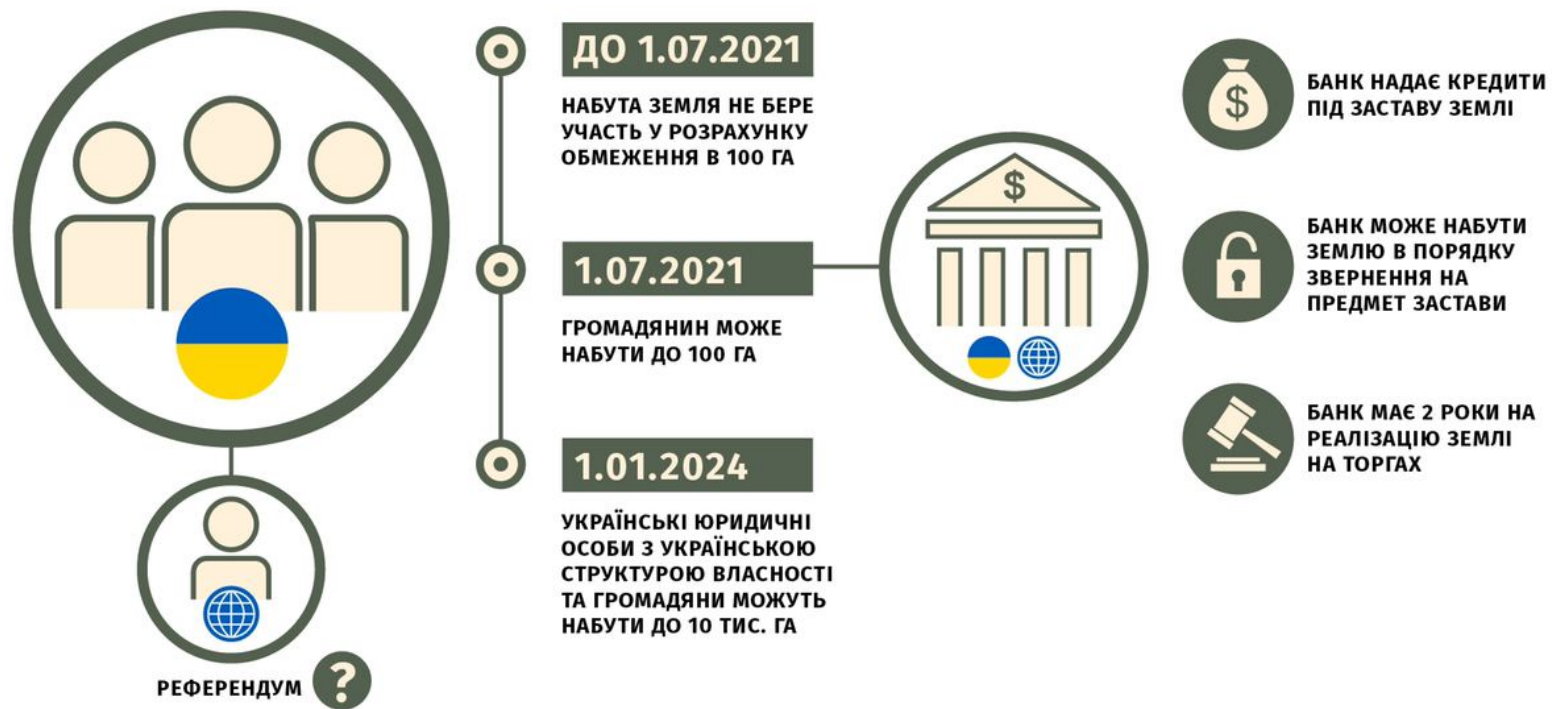 ДО 1.07.2021
НАБУТА ЗЕМЛЯ НЕ БЕРЕ
УЧАСТЬ У РОЗРАХУНКУ
ОБМЕЖЕННЯ В 100 ГА
1.07.2021
ГРОМАДЯНИН МОЖЕ
НАБУТИ ДО 100 ГА
1.01.2024
УКРАЇНСЬКІ ЮРИДИЧНІ
ОСОБИ З УКРАЇНСЬКОЮ
СТРУКТУРОЮ ВЛАСНОСТІ
ТА ГРОМАДЯНИ МОЖУТЬ
НАБУТИ ДО 10 ТИС. ГА
РЕФЕРЕНДУМ ?
$
$
БАНК НАДАЄ КРЕДИТИ
ПІД ЗАСТАВУ ЗЕМЛІ
БАНК МОЖЕ НАБУТИ
ЗЕМЛЮ В ПОРЯДКУ
ЗВЕРНЕННЯ НА
ПРЕДМЕТ ЗАСТАВИ
БАНК МАЄ 2 РОКИ НА
РЕАЛІЗАЦІЮ ЗЕМЛІ
НА ТОРГАХ